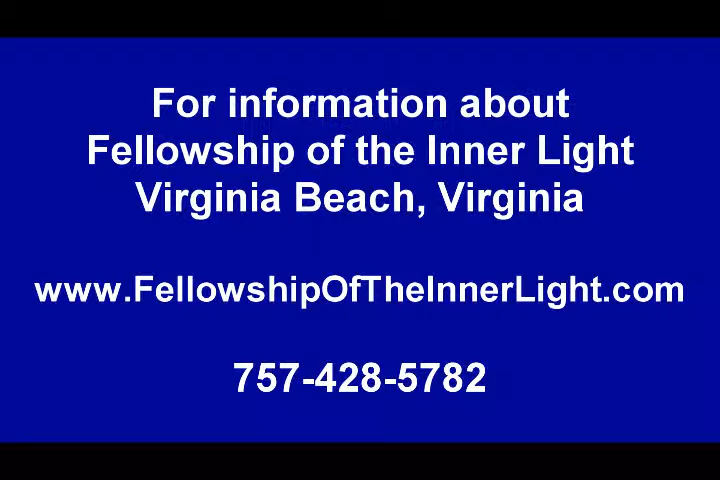 For information about
Fellowship of the Inner Light
Virginia Beach, Virginia
www.FellowshipOfTheInnerLight.com
757-428-5782